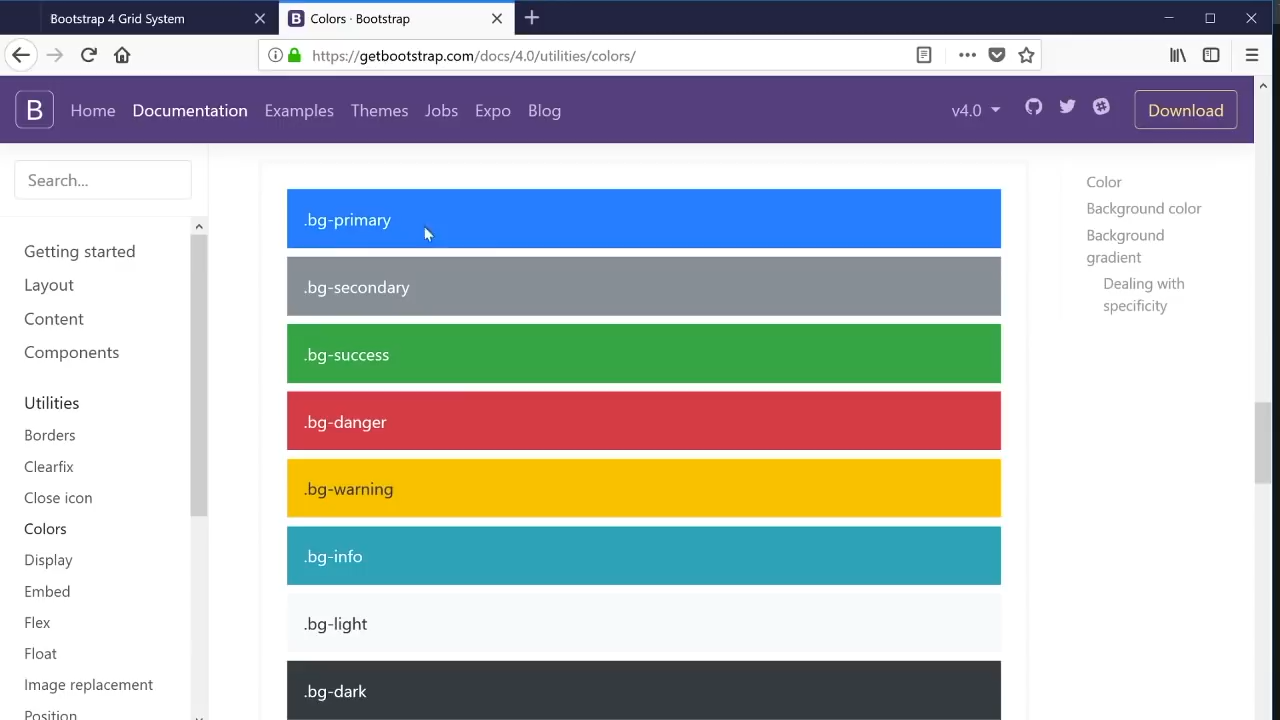 Bootstrap 4 Grid System
B Colors · Bootstrap
https://getbootstrap.com/docs/4.0/utilities/colors/
B Home Documentation Examples Themes Jobs Expo Blog v4.0 Download
Search...
Getting started
Layout
Content
Components
Utilities
Borders
Clearfix
Close icon
Colors
Display
Embed
Flex
Float
Image replacement
Position
.bg-primary
.bg-secondary
.bg-success
.bg-danger
.bg-warning
.bg-info
.bg-light
.bg-dark
Color
Background color
Background
gradient
Dealing with
specificity